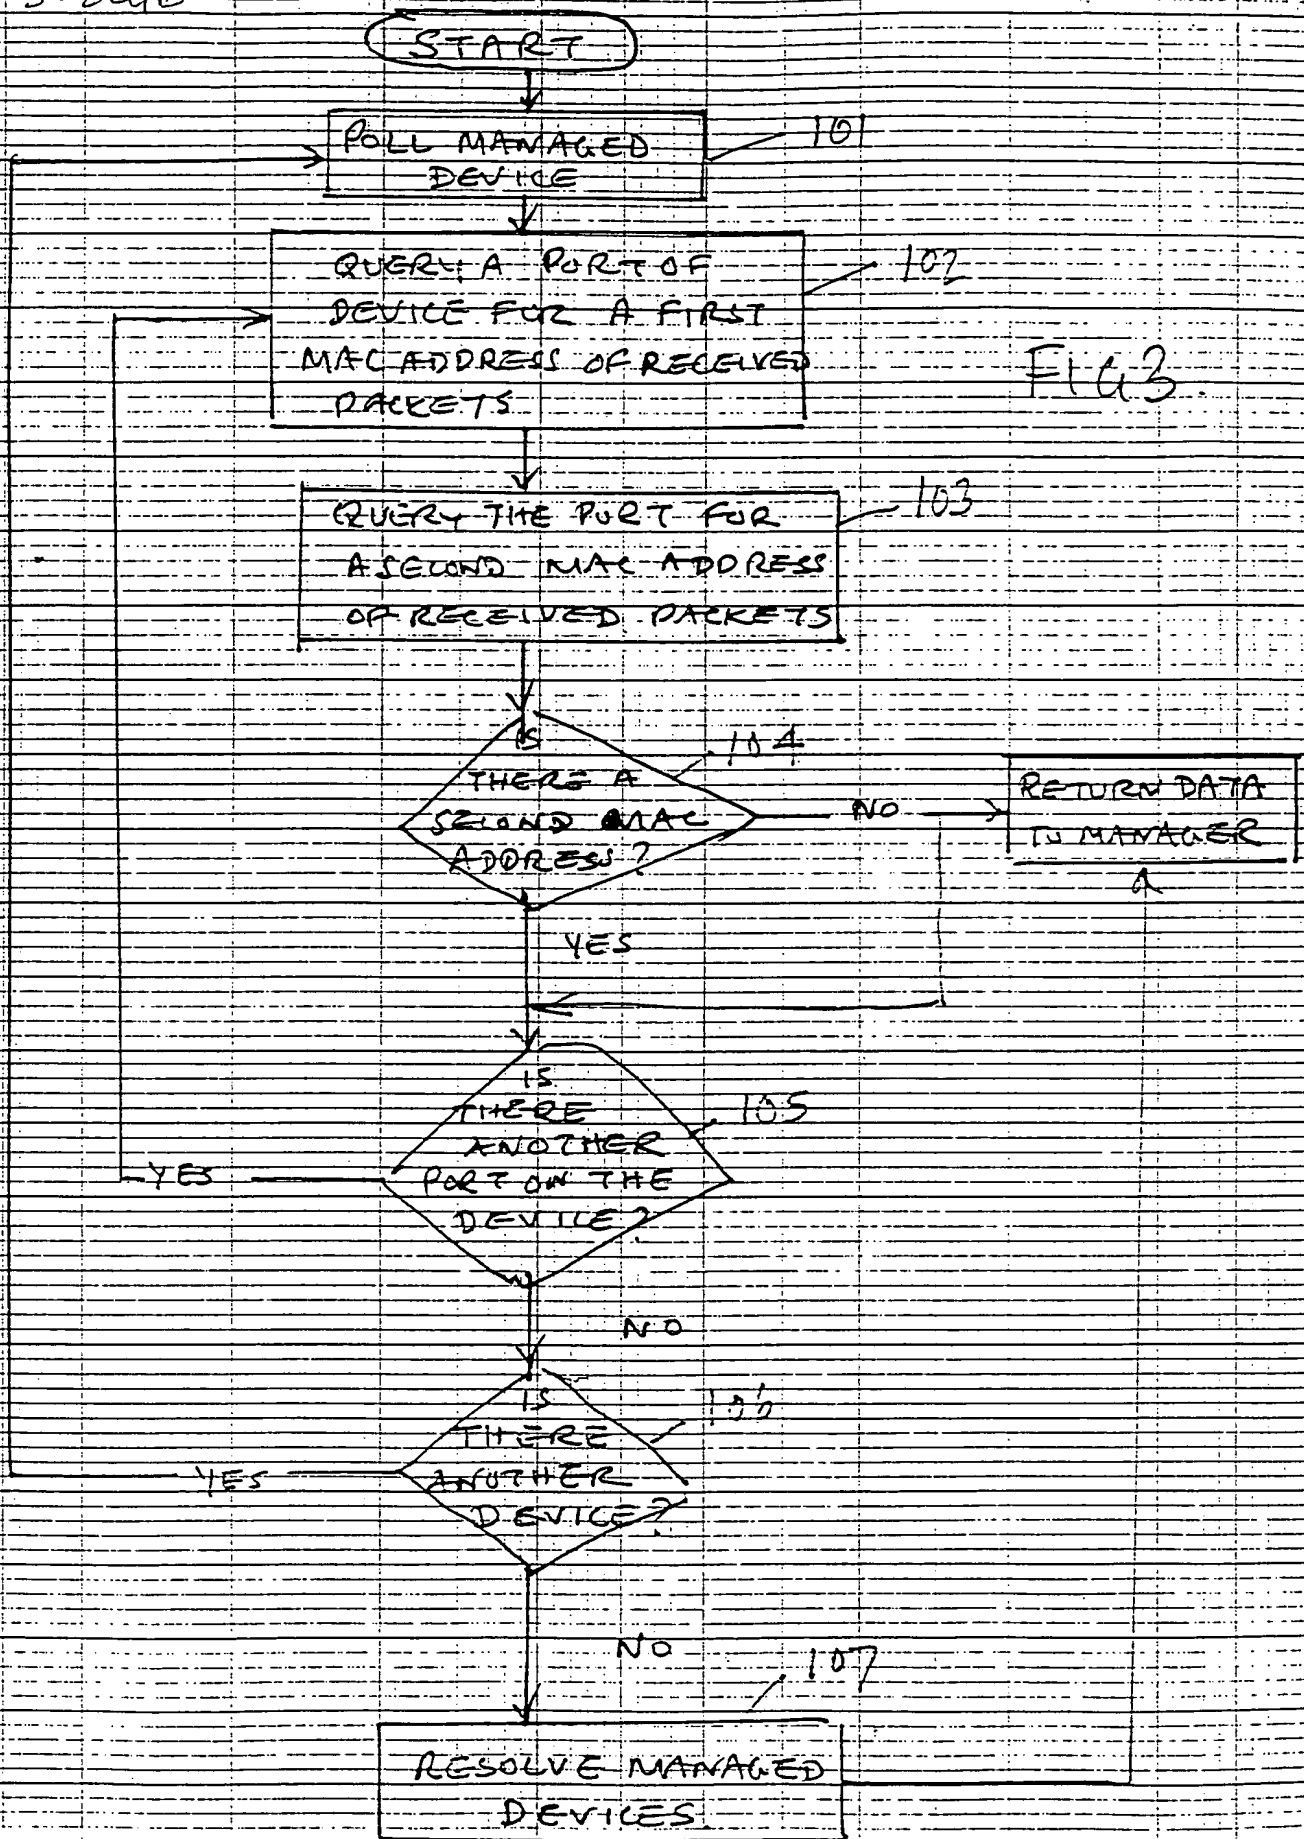 START
POLL MANAGED
DEVICE
101
QUERY A PORT OF
DEVICE FOR A FIRST
MAC ADDRESS OF RECEIVED
PACKETS
102
FIG 3.
QUERY THE PORT FOR
A SECOND MAC ADDRESS
OF RECEIVED PACKETS
103
IS
THERE A
SECOND MAC
ADDRESS?
104
NO
RETURN DATA
TO MANAGER
YES
IS
THERE
ANOTHER
PORT ON THE
DEVICE?
105
YES
NO
IS
THERE
ANOTHER
DEVICE?
106
YES
NO
107
RESOLVE MANAGED
DEVICES.